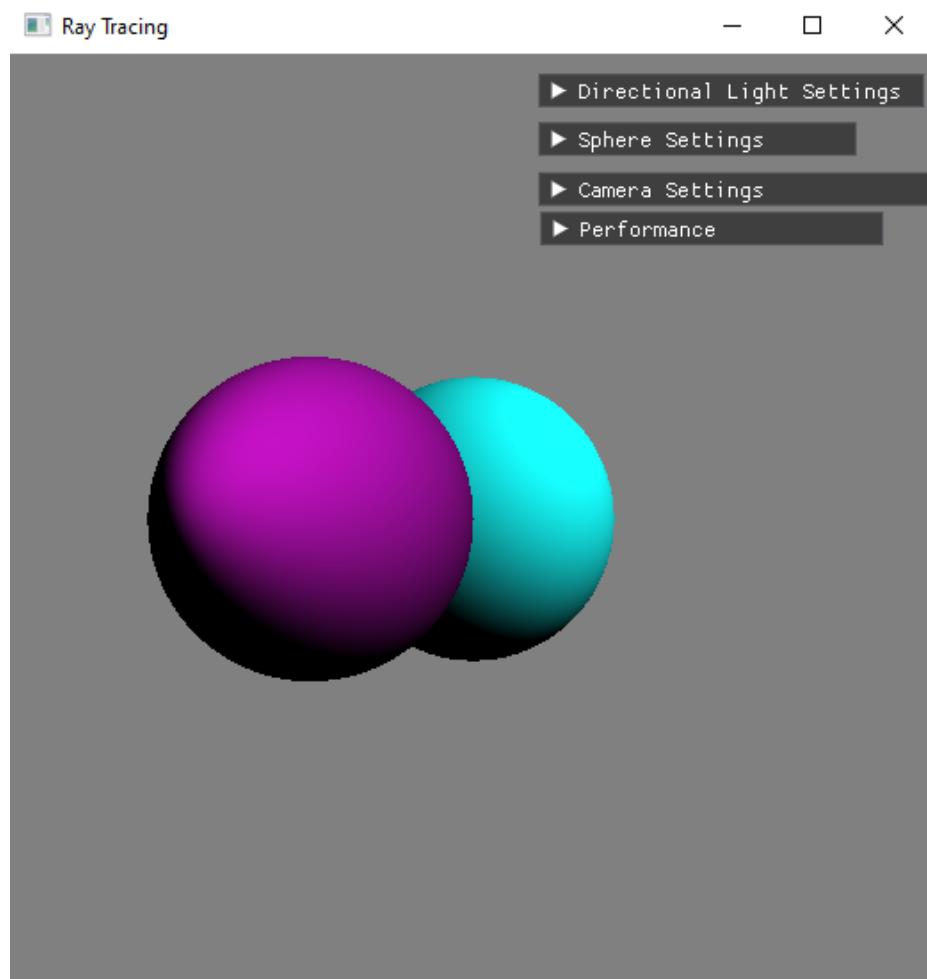 Ray Tracing
Directional Light Settings
Sphere Settings
Camera Settings
Performance